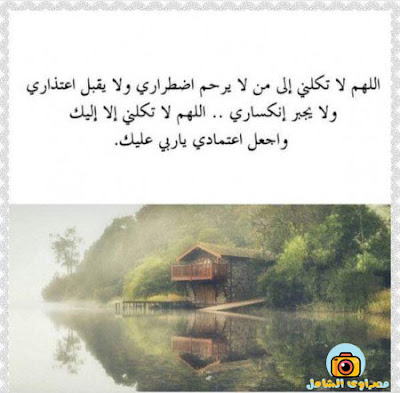 اللهم لا تكلني إلى من لا يرحم اضطراري ولا يقبل اعتذاري
ولا يجبر إنكساري .. اللهم لا تكلني إلا إليك
واجعل اعتمادي ياربي عليك.
مصراوى الشامل